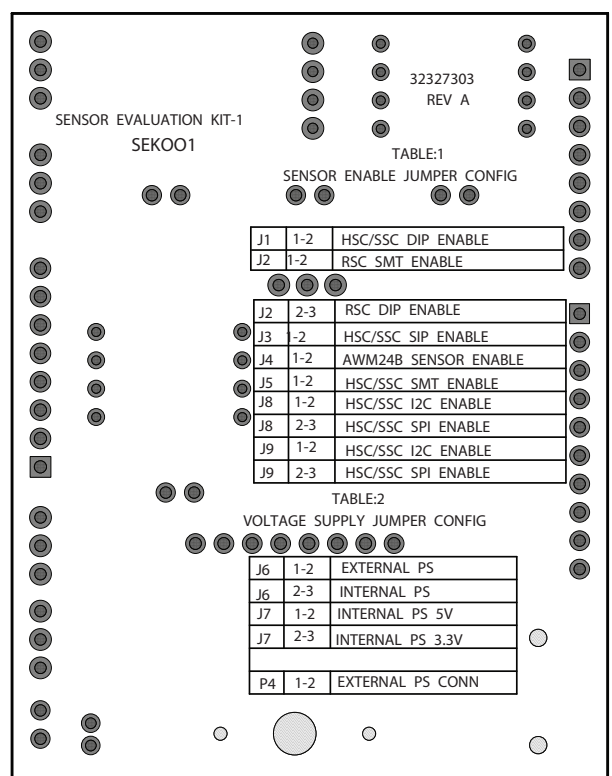 32327303
REV A
SENSOR EVALUATION KIT-1
SEKOO1
TABLE:1
SENSOR ENABLE JUMPER CONFIG
J1 1-2 HSC/SSC DIP ENABLE
J2 1-2 RSC SMT ENABLE
J2 2-3 RSC DIP ENABLE
J3 1-2 HSC/SSC SIP ENABLE
J4 1-2 AWM24B SENSOR ENABLE
J5 1-2 HSC/SSC SMT ENABLE
J8 1-2 HSC/SSC I2C ENABLE
J8 2-3 HSC/SSC SPI ENABLE
J9 1-2 HSC/SSC I2C ENABLE
J9 2-3 HSC/SSC SPI ENABLE
TABLE:2
VOLTAGE SUPPLY JUMPER CONFIG
J6 1-2 EXTERNAL PS
J6 2-3 INTERNAL PS
J7 1-2 INTERNAL PS 5V
J7 2-3 INTERNAL PS 3.3V
P4 1-2 EXTERNAL PS CONN